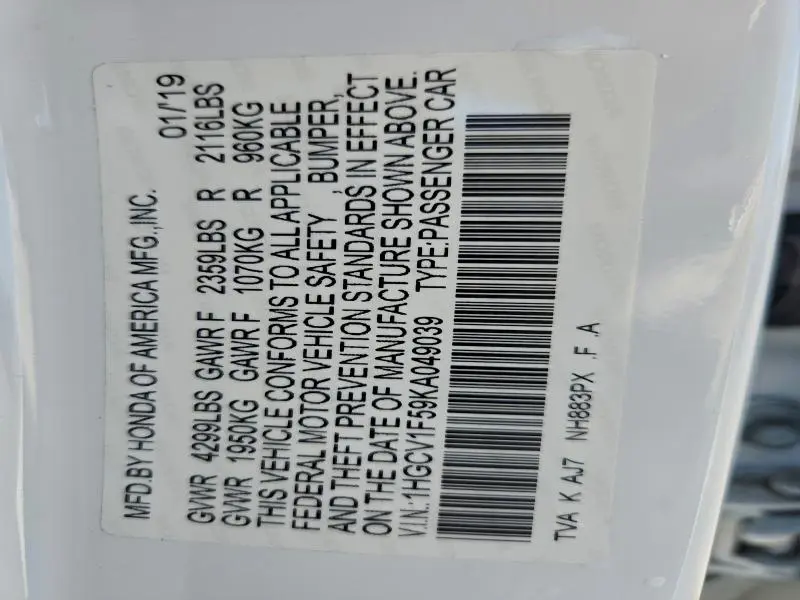 MFD.BY HONDA OF AMERICA MFG.,INC. 01/'19
GVWR 4299LBS GAWR F 2359LBS R 2116LBS
GVWR 1950KG GAWR F 1070KG R 960KG
THIS VEHICLE CONFORMS TO ALL APPLICABLE
FEDERAL MOTOR VEHICLE SAFETY , BUMPER,
AND THEFT PREVENTION STANDARDS IN EFFECT
ON THE DATE OF MANUFACTURE SHOWN ABOVE.
V.I.N.:1HGCV1F59KA049039 TYPE:PASSENGER CAR
TVA K AJ7 NH883PX .F .A